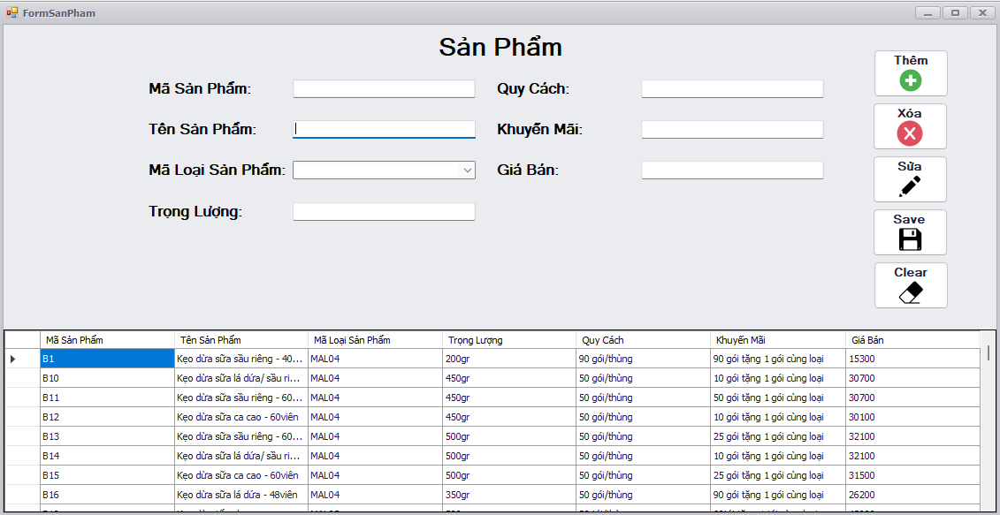 FormSanPham
Sản Phẩm
Mã Sản Phẩm: Quy Cách:
Tên Sản Phẩm: Khuyến Mãi:
Mã Loại Sản Phẩm: Giá Bán:
Trọng Lượng:
Thêm
Xóa
Sửa
Save
Clear
Mã Sản Phẩm Tên Sản Phẩm Mã Loại Sản Phẩm Trọng Lượng Quy Cách Khuyến Mãi Giá Bán
B1 Kẹo dừa sữa sầu riêng - 40... MAL04 200gr 90 gói/thùng 90 gói tặng 1 gói cùng loại 15300
B10 Kẹo dừa sữa lá dứa/ sầu ri... MAL04 450gr 50 gói/thùng 10 gói tặng 1 gói cùng loại 30700
B11 Kẹo dừa sữa sầu riêng - 60... MAL04 450gr 50 gói/thùng 50 gói tặng 1 gói cùng loại 30700
B12 Kẹo dừa sữa ca cao - 60viên MAL04 450gr 50 gói/thùng 10 gói tặng 1 gói cùng loại 30100
B13 Kẹo dừa sữa sầu riêng - 60... MAL04 500gr 50 gói/thùng 25 gói tặng 1 gói cùng loại 32100
B14 Kẹo dừa sữa lá dứa/ sầu ri... MAL04 500gr 50 gói/thùng 10 gói tặng 1 gói cùng loại 32100
B15 Kẹo dừa sữa ca cao - 60viên MAL04 500gr 50 gói/thùng 25 gói tặng 1 gói cùng loại 31500
B16 Kẹo dừa sữa lá dứa - 48viên MAL04 350gr 50 gói/thùng 90 gói tặng 1 gói cùng loại 26200